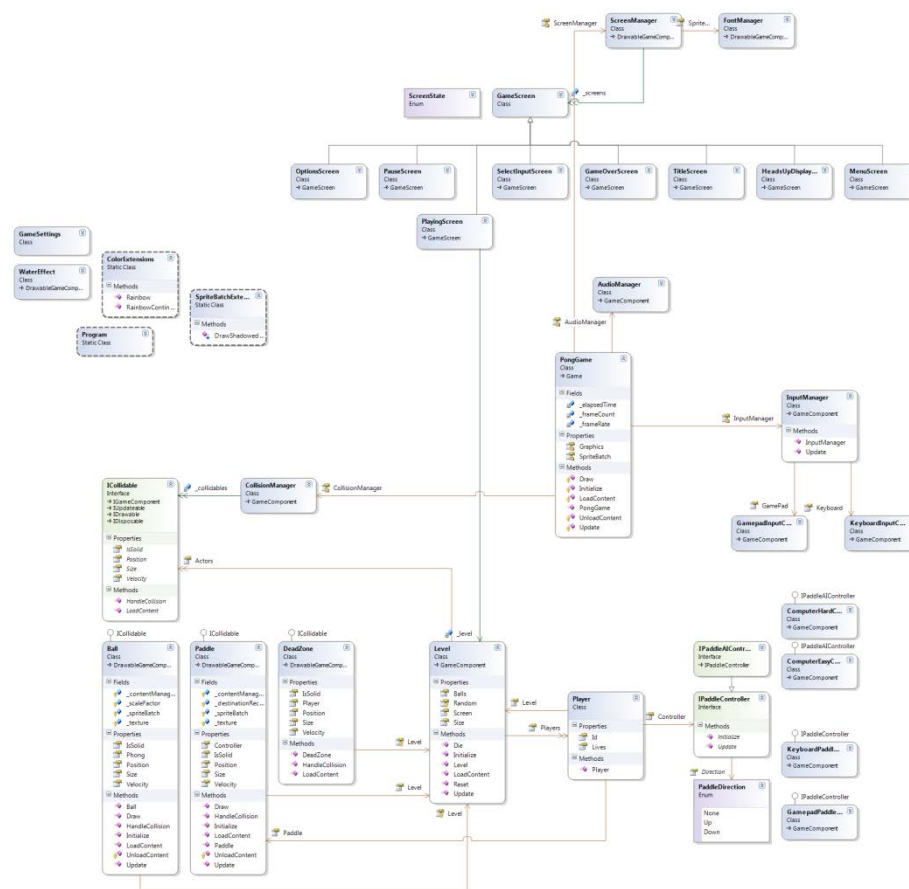 ScreenManager
ScreenManager
Class
DrawableGameComp...
Sprite...
FontManager
Class
DrawableGameComp...
ScreenState
Enum
GameScreen
Class
_screens
OptionsScreen
Class
GameScreen
PauseScreen
Class
GameScreen
SelectInputScreen
Class
GameScreen
GameOverScreen
Class
GameScreen
TitleScreen
Class
GameScreen
HeadsUpDisplay...
Class
GameScreen
MenuScreen
Class
GameScreen
PlayingScreen
Class
GameScreen
GameSettings
Class
WaterEffect
Class
DrawableGameComp...
ColorExtensions
Static Class
Methods
Rainbow
RainbowContin...
SpriteBatchExte...
Static Class
Methods
DrawShadowed...
Program
Static Class
AudioManager
Class
GameComponent
AudioManager
PongGame
Class
Game
Fields
_elapsedTime
_frameCount
_frameRate
Properties
Graphics
SpriteBatch
Methods
Draw
Initialize
LoadContent
PongGame
UnloadContent
Update
InputManager
InputManager
Class
GameComponent
Methods
InputManager
Update
GamePad
Keyboard
GamepadInputC...
Class
GameComponent
KeyboardInputC...
Class
GameComponent
ICollidable
Interface
IGameComponent
IUpdateable
IDrawable
IDisposable
Properties
IsSolid
Position
Size
Velocity
Methods
HandleCollision
LoadContent
_collidables
CollisionManager
Class
GameComponent
CollisionManager
Actors
ICollidable
Ball
Class
DrawableGameComp...
Fields
_contentManag...
_scaleFactor
_spriteBatch
_texture
Properties
IsSolid
Phong
Position
Size
Velocity
Methods
Ball
Draw
HandleCollision
Initialize
LoadContent
UnloadContent
Update
ICollidable
Paddle
Class
DrawableGameComp...
Fields
_contentManag...
_destinationRec...
_spriteBatch
_texture
Properties
Controller
IsSolid
Position
Size
Velocity
Methods
Draw
HandleCollision
Initialize
LoadContent
Paddle
UnloadContent
Update
ICollidable
DeadZone
Class
DrawableGameComp...
Properties
IsSolid
Player
Position
Size
Velocity
Methods
DeadZone
HandleCollision
LoadContent
Level
Level
Paddle
Level
_level
Level
Class
GameComponent
Properties
Balls
Random
Screen
Size
Methods
Die
Initialize
Level
LoadContent
Reset
Update
Level
Players
Player
Class
Properties
Id
Lives
Methods
Player
Controller
IPaddleAIContr...
Interface
IPaddleController
IPaddleController
Interface
Methods
Initialize
Update
Direction
PaddleDirection
Enum
None
Up
Down
IPaddleAIController
ComputerHardC...
Class
GameComponent
IPaddleAIController
ComputerEasyC...
Class
GameComponent
IPaddleController
KeyboardPaddl...
Class
GameComponent
IPaddleController
GamepadPaddle...
Class
GameComponent